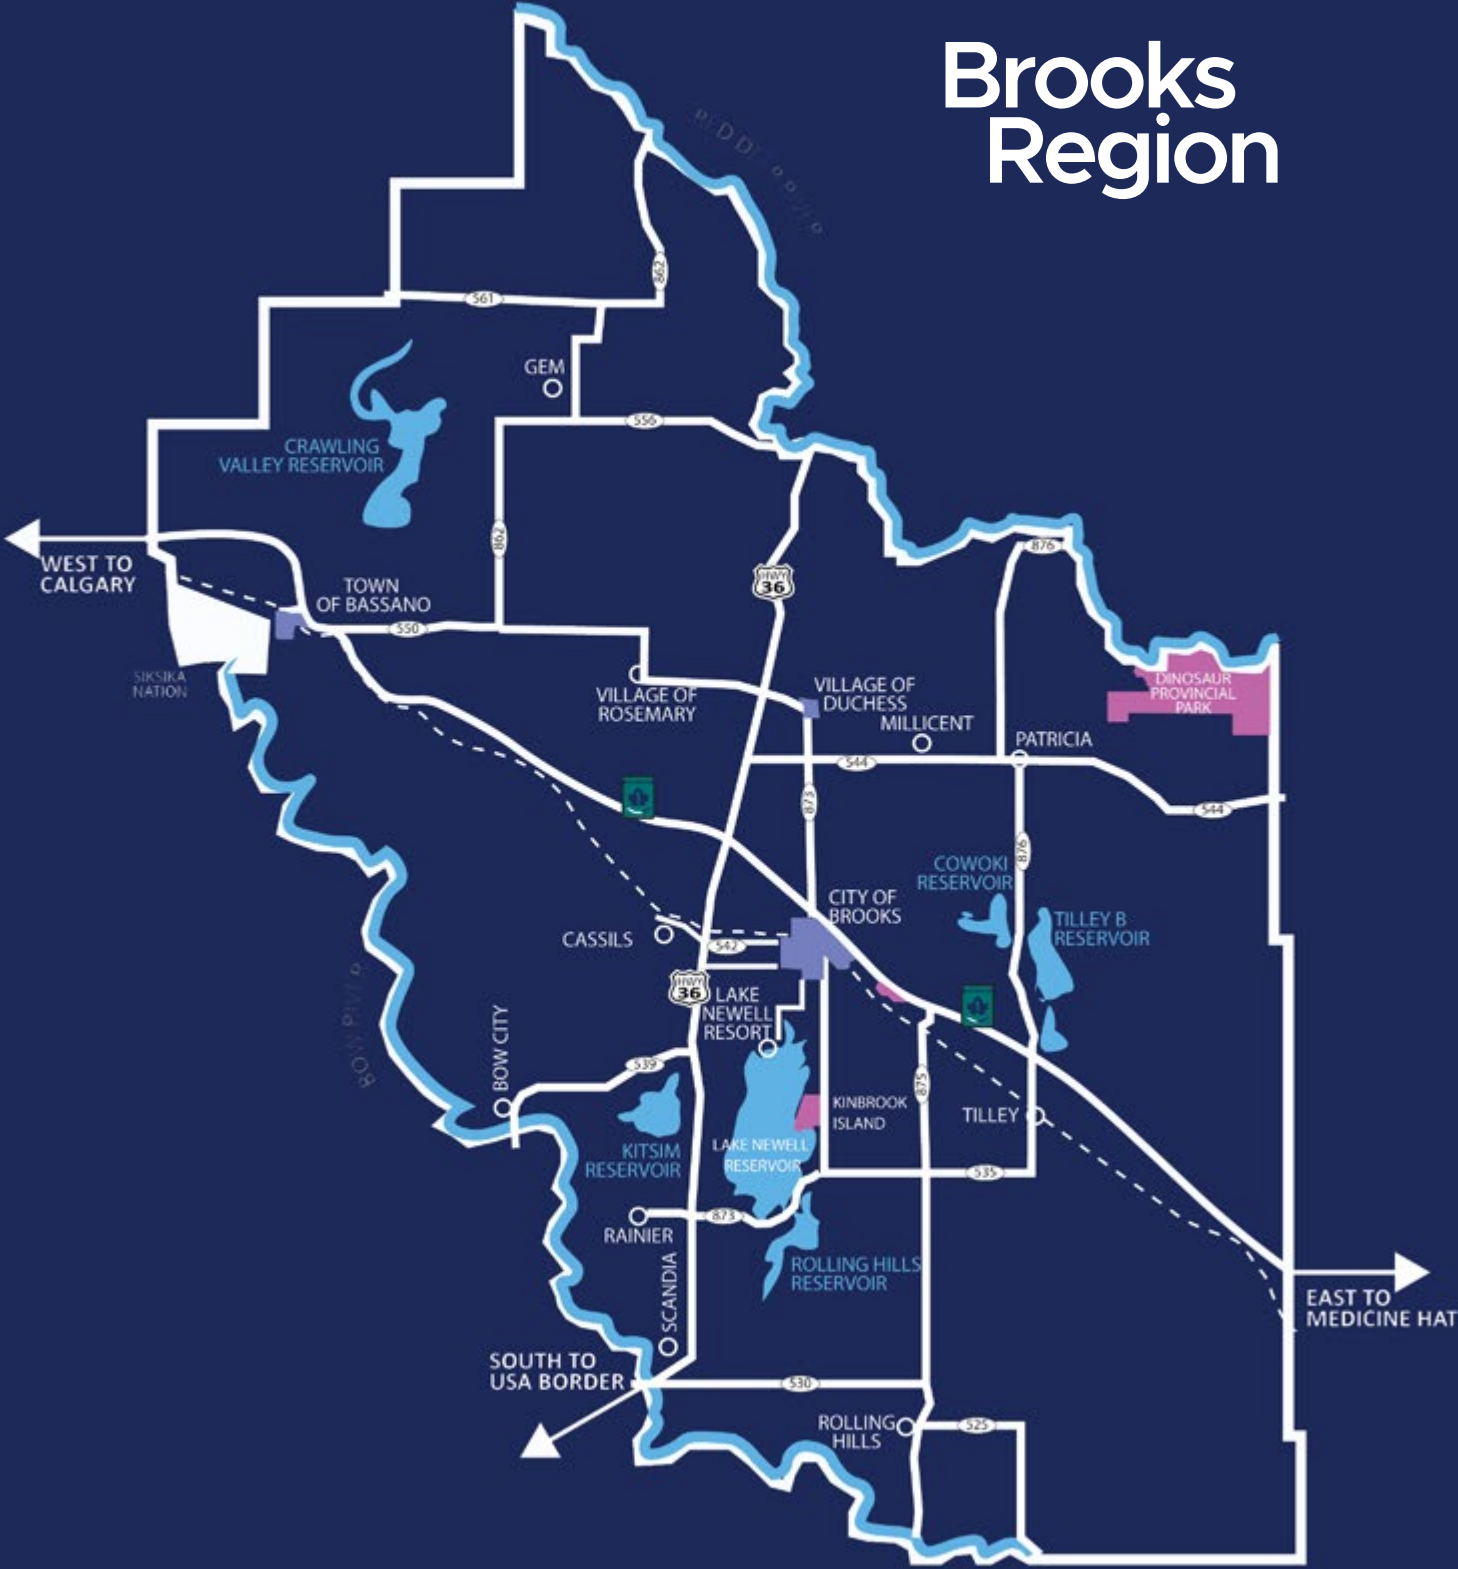 Brooks
Region
862
561
GEM
556
CRAWLING
VALLEY RESERVOIR
862
876
WEST TO
CALGARY
HWY
36
TOWN
OF BASSANO
550
SIKSIKA
NATION
VILLAGE OF
ROSEMARY
VILLAGE OF
DUCHESS
MILLICENT
PATRICIA
DINOSAUR
PROVINCIAL
PARK
544
873
544
876
COWOKI
RESERVOIR
CITY OF
BROOKS
TILLEY B
RESERVOIR
CASSILS
542
HWY
36
LAKE
NEWELL
RESORT
BOW RIVER
BOW CITY
539
875
KINBROOK
ISLAND
TILLEY
KITSIM
RESERVOIR
LAKE NEWELL
RESERVOIR
535
RAINIER
873
SCANDIA
ROLLING HILLS
RESERVOIR
EAST TO
MEDICINE HAT
SOUTH TO
USA BORDER
530
ROLLING
HILLS
525